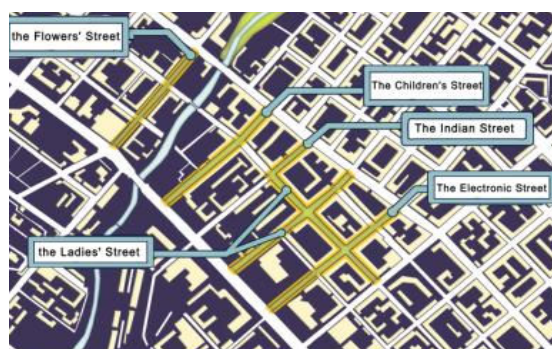 the Flowers' Street
The Children's Street
The Indian Street
The Electronic Street
the Ladies' Street